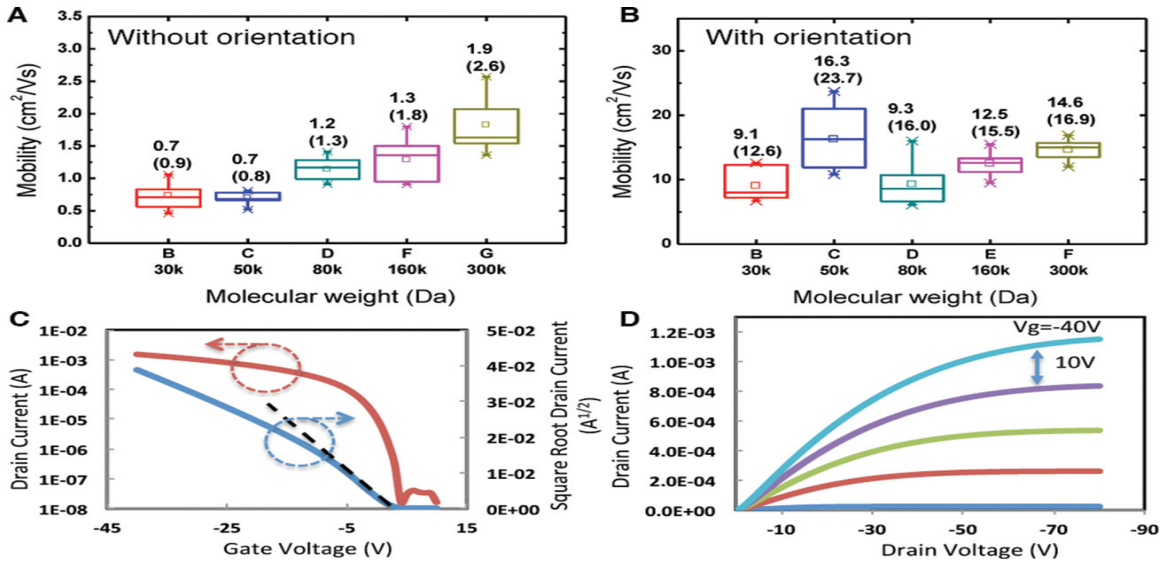 A
Without orientation
Mobility (cm²/Vs)
3.5
3.0
2.5
2.0
1.5
1.0
0.5
0.0
0.7
(0.9)
0.7
(0.8)
1.2
(1.3)
1.3
(1.8)
1.9
(2.6)
B C D F G
30k 50k 80k 160k 300k
Molecular weight (Da)
B
With orientation
Mobility (cm²/Vs)
30
20
10
0
9.1
(12.6)
16.3
(23.7)
9.3
(16.0)
12.5
(15.5)
14.6
(16.9)
B C D E F
30k 50k 80k 160k 300k
Molecular weight (Da)
C
Drain Current (A)
1E-02
1E-03
1E-04
1E-05
1E-06
1E-07
1E-08
5E-02
4E-02
3E-02
2E-02
1E-02
0E+00
Square Root Drain Current
(A^1/2)
-45 -25 -5 15
Gate Voltage (V)
D
Drain Current (A)
1.2E-03
1.0E-03
8.0E-04
6.0E-04
4.0E-04
2.0E-04
0.0E+00
Vg=-40V
10V
-10 -30 -50 -70 -90
Drain Voltage (V)